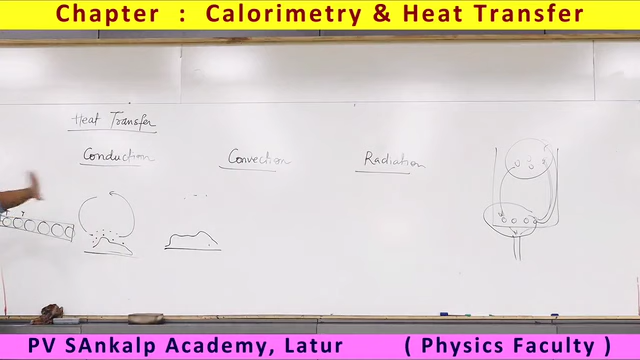 Chapter : Calorimetry & Heat Transfer
Heat Transfer
Conduction Convection Radiation
PV SAnkalp Academy, Latur ( Physics Faculty )